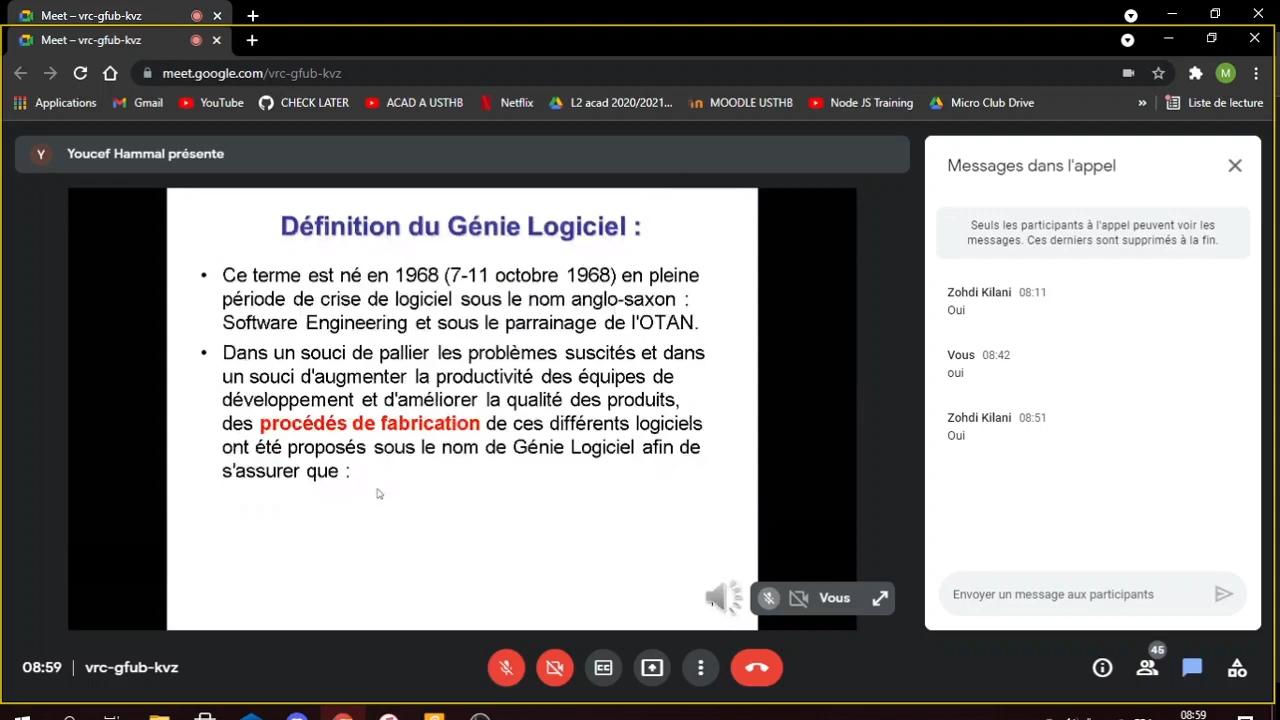 Meet – vrc-gfub-kvz
Meet – vrc-gfub-kvz
meet.google.com/vrc-gfub-kvz
M
Applications Gmail YouTube CHECK LATER ACAD A USTHB Netflix L2 acad 2020/2021... MOODLE USTHB Node JS Training Micro Club Drive » Liste de lecture
Y Youcef Hammal présente
Définition du Génie Logiciel :
• Ce terme est né en 1968 (7-11 octobre 1968) en pleine
période de crise de logiciel sous le nom anglo-saxon :
Software Engineering et sous le parrainage de l'OTAN.
• Dans un souci de pallier les problèmes suscités et dans
un souci d'augmenter la productivité des équipes de
développement et d'améliorer la qualité des produits,
des procédés de fabrication de ces différents logiciels
ont été proposés sous le nom de Génie Logiciel afin de
s'assurer que :
Vous
Messages dans l'appel
Seuls les participants à l'appel peuvent voir les
messages. Ces derniers sont supprimés à la fin.
Zohdi Kilani 08:11
Oui
Vous 08:42
oui
Zohdi Kilani 08:51
Oui
Envoyer un message aux participants
08:59 | vrc-gfub-kvz
CC
45
08:59